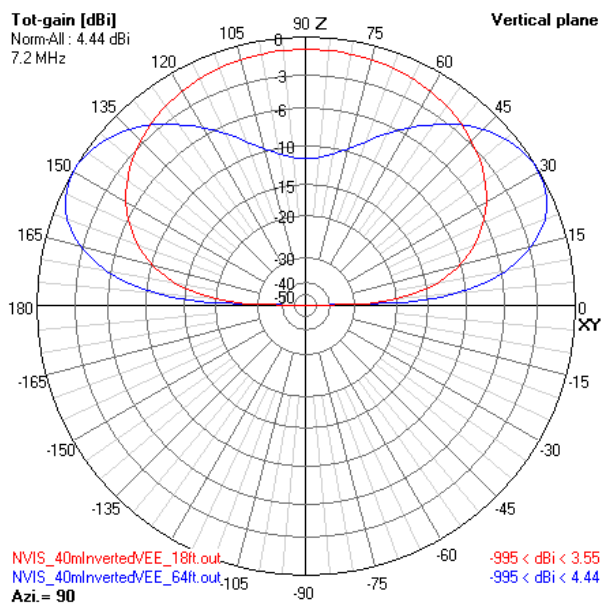 Tot-gain [dBi]
Norm-All : 4.44 dBi
7.2 MHz
Vertical plane
90 Z
105
75
120
60
135
45
150
30
165
15
180
0
XY
-165
-15
-150
-30
-135
-45
-60
-105
-75
-90
0
-3
-6
-10
-15
-20
-30
-40
-50
NVIS_40mInvertedVEE_18ft.out
-995 < dBi < 3.55
NVIS_40mInvertedVEE_64ft.out
-995 < dBi < 4.44
Azi.= 90